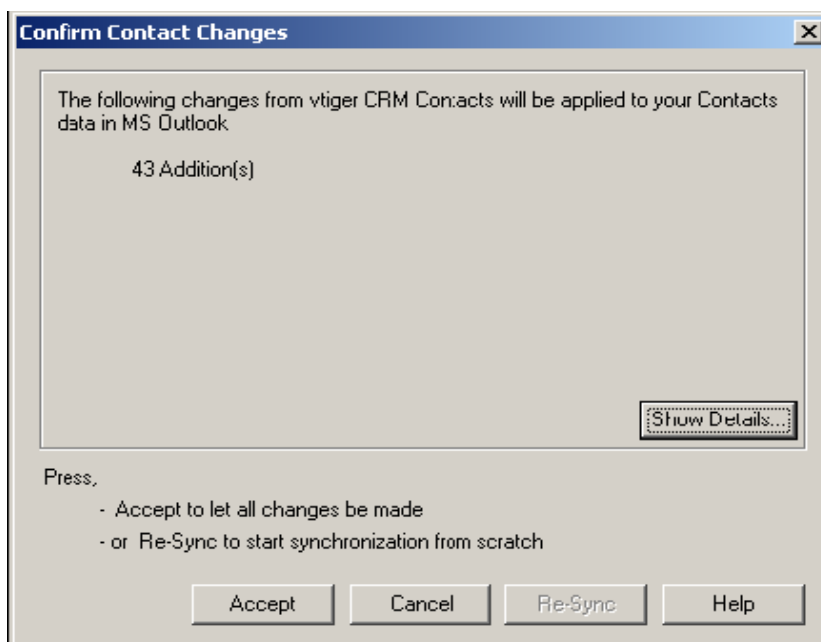 Confirm Contact Changes
The following changes from vtiger CRM Contacts will be applied to your Contacts
data in MS Outlook
43 Addition(s)
Show Details...
Press,
- Accept to let all changes be made
- or Re-Sync to start synchronization from scratch
Accept Cancel Re-Sync Help